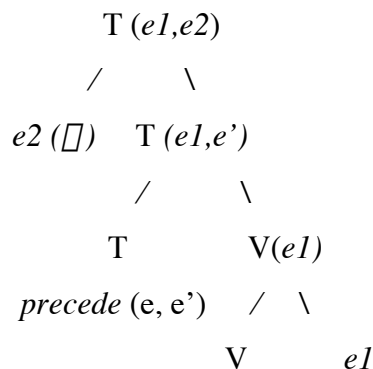 T (e1,e2)
/ \
e2 (▯) T (e1,e’)
/ \
T V(e1)
precede (e, e’) / \
V e1